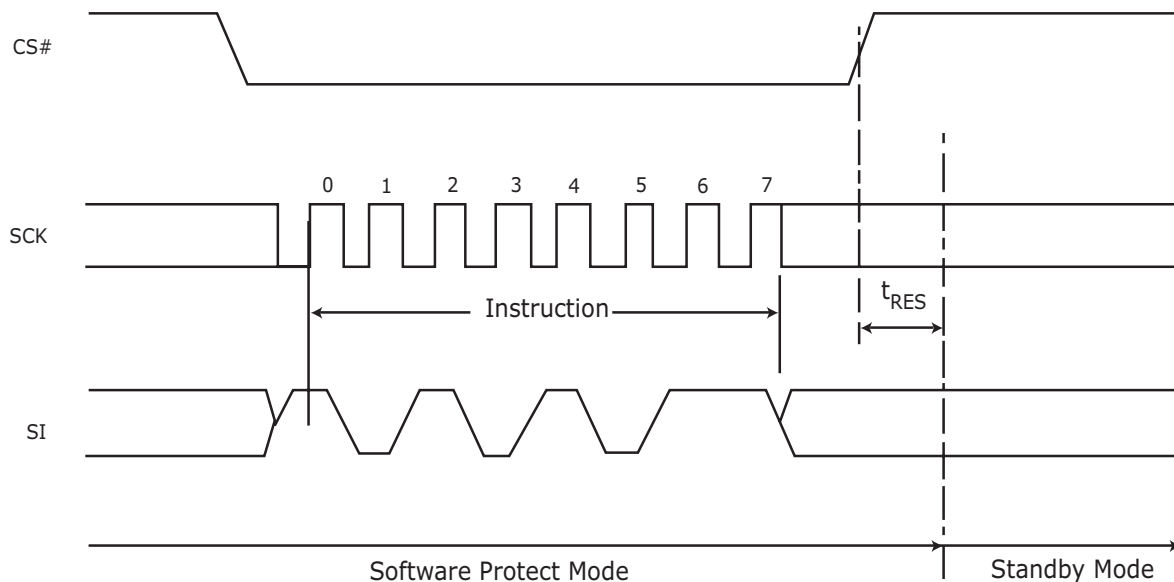 CS#
0 1 2 3 4 5 6 7
SCK
Instruction
tRES
SI
Software Protect Mode
Standby Mode